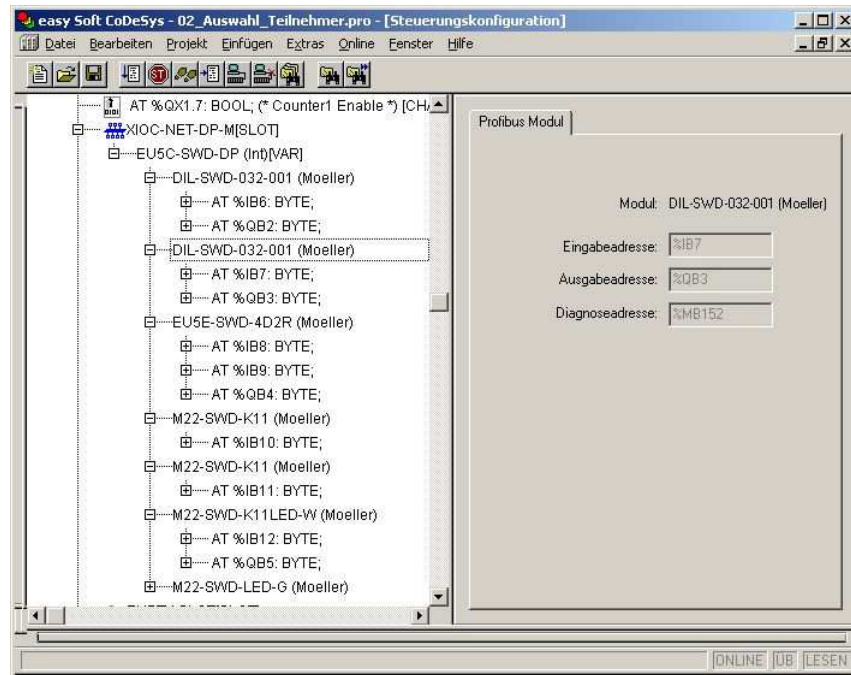 easy Soft CoDeSys - 02_Auswahl_Teilnehmer.pro - [Steuerungskonfiguration]
Datei Bearbeiten Projekt Einfügen Extras Online Fenster Hilfe
AT %QX1.7: BOOL; (* Counter1 Enable *) [CH
XIOC-NET-DP-M[SLOT]
EU5C-SWD-DP (Int)[VAR]
DIL-SWD-032-001 (Moeller)
AT %IB6: BYTE;
AT %QB2: BYTE;
DIL-SWD-032-001 (Moeller)
AT %IB7: BYTE;
AT %QB3: BYTE;
EU5E-SWD-4D2R (Moeller)
AT %IB8: BYTE;
AT %IB9: BYTE;
AT %QB4: BYTE;
M22-SWD-K11 (Moeller)
AT %IB10: BYTE;
M22-SWD-K11 (Moeller)
AT %IB11: BYTE;
M22-SWD-K11LED-W (Moeller)
AT %IB12: BYTE;
AT %QB5: BYTE;
M22-SWD-LED-G (Moeller)
Profibus Modul
Modul: DIL-SWD-032-001 (Moeller)
Eingabeadresse: %IB7
Ausgabeadresse: %QB3
Diagnoseadresse: %MB152
ONLINE ÜB LESEN